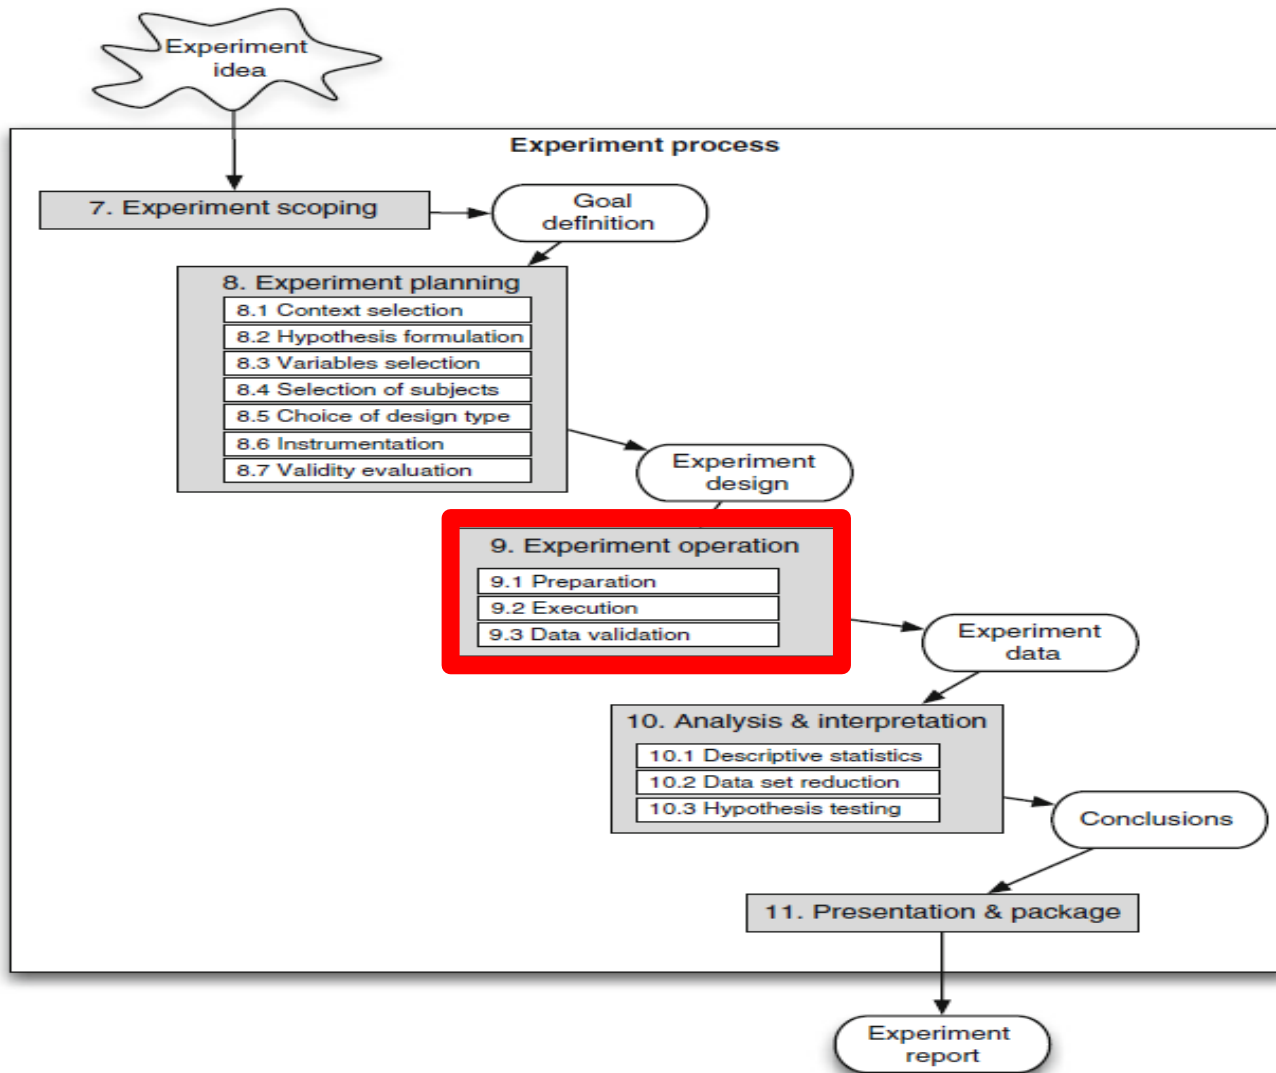 Experiment
idea
Experiment process
7. Experiment scoping
Goal
definition
8. Experiment planning
8.1 Context selection
8.2 Hypothesis formulation
8.3 Variables selection
8.4 Selection of subjects
8.5 Choice of design type
8.6 Instrumentation
8.7 Validity evaluation
Experiment
design
9. Experiment operation
9.1 Preparation
9.2 Execution
9.3 Data validation
Experiment
data
10. Analysis & interpretation
10.1 Descriptive statistics
10.2 Data set reduction
10.3 Hypothesis testing
Conclusions
11. Presentation & package
Experiment
report